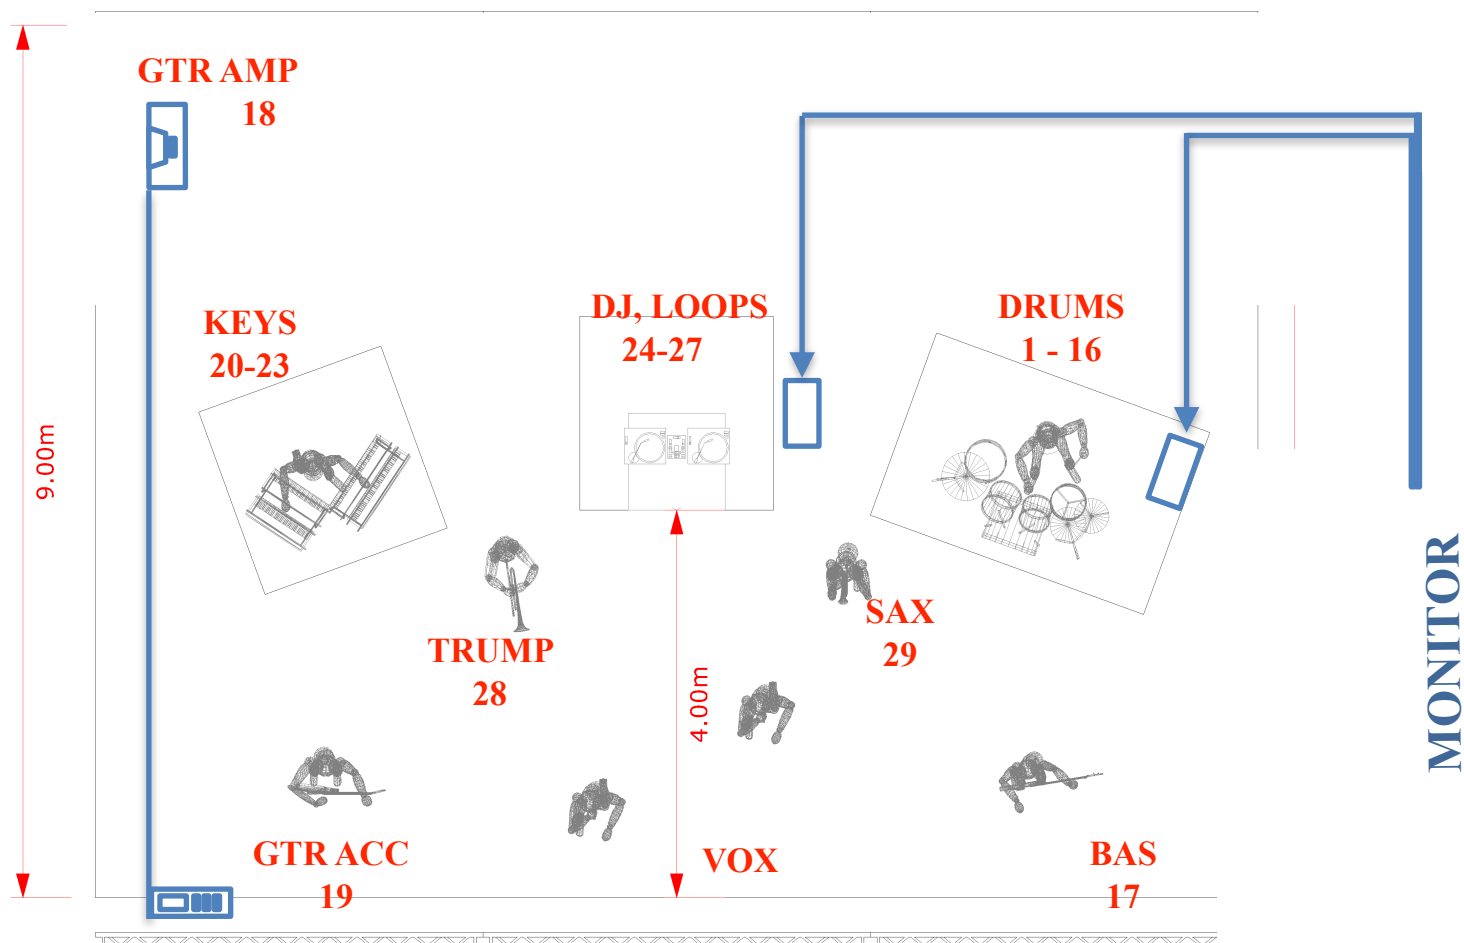 GTR AMP
18
KEYS
20-23
DJ, LOOPS
24-27
DRUMS
1 - 16
9.00m
TRUMP
28
SAX
29
4.00m
MONITOR
GTR ACC
19
VOX
BAS
17